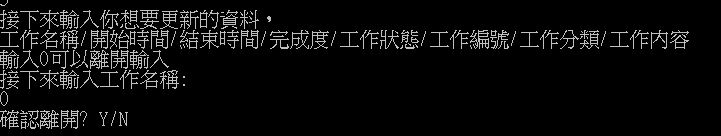 接下來輸入你想要更新的資料，
工作名稱/開始時間/結束時間/完成度/工作狀態/工作編號/工作分類/工作內容
輸入0可以離開輸入
接下來輸入工作名稱:
0
確認離開? Y/N